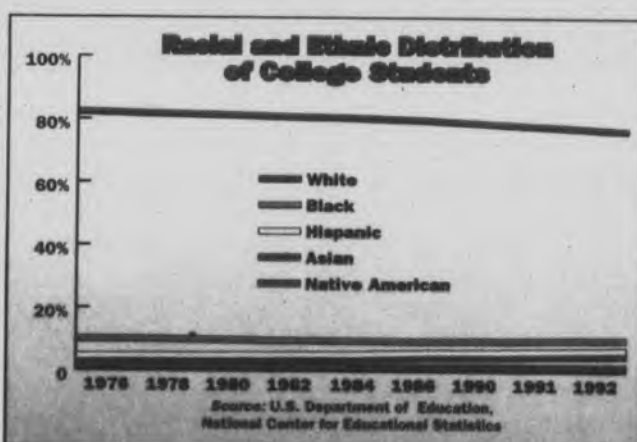 Racial and Ethnic Distribution
of College Students
100%
80%
60%
40%
20%
0
White
Black
Hispanic
Asian
Native American
1976 1978 1980 1982 1984 1986 1990 1991 1992
Source: U.S. Department of Education,
National Center for Educational Statistics